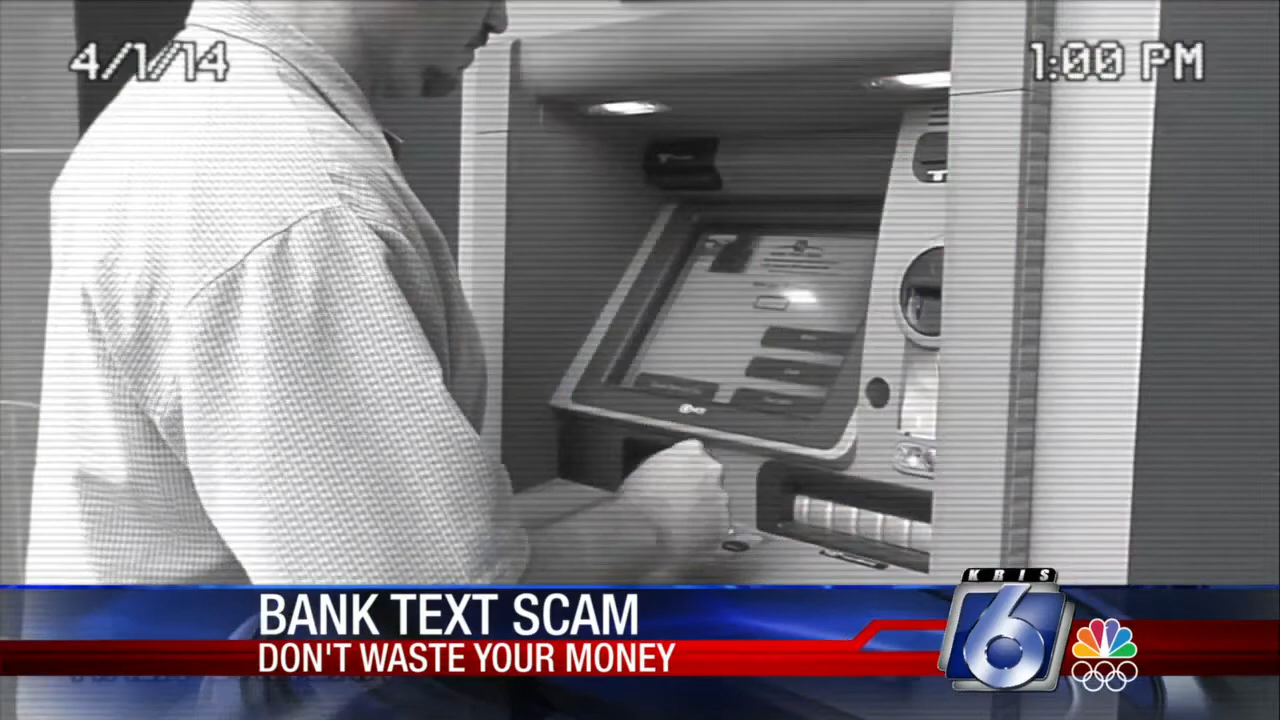 4/1/14
1:00 PM
BANK TEXT SCAM
DON'T WASTE YOUR MONEY
KRIS
6